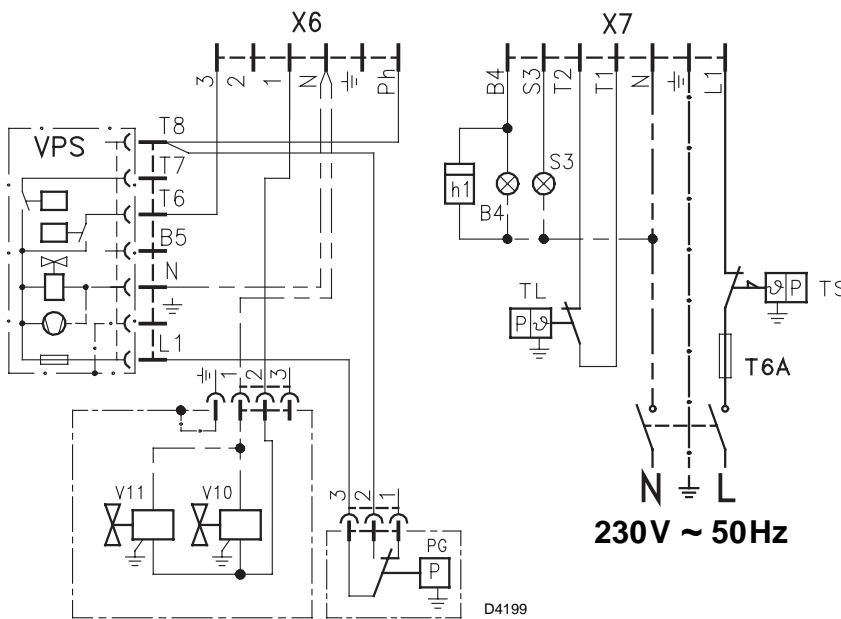 X6
X7
3
2
1
N
Ph
B4
S3
T2
T1
N
L1
VPS
T8
T7
T6
B5
N
L1
h1
B4
S3
TL
P ϑ
ϑ P
TS
T6A
1
2
3
V11
V10
3
2
1
PG
P
N
L
230V ~ 50Hz
D4199